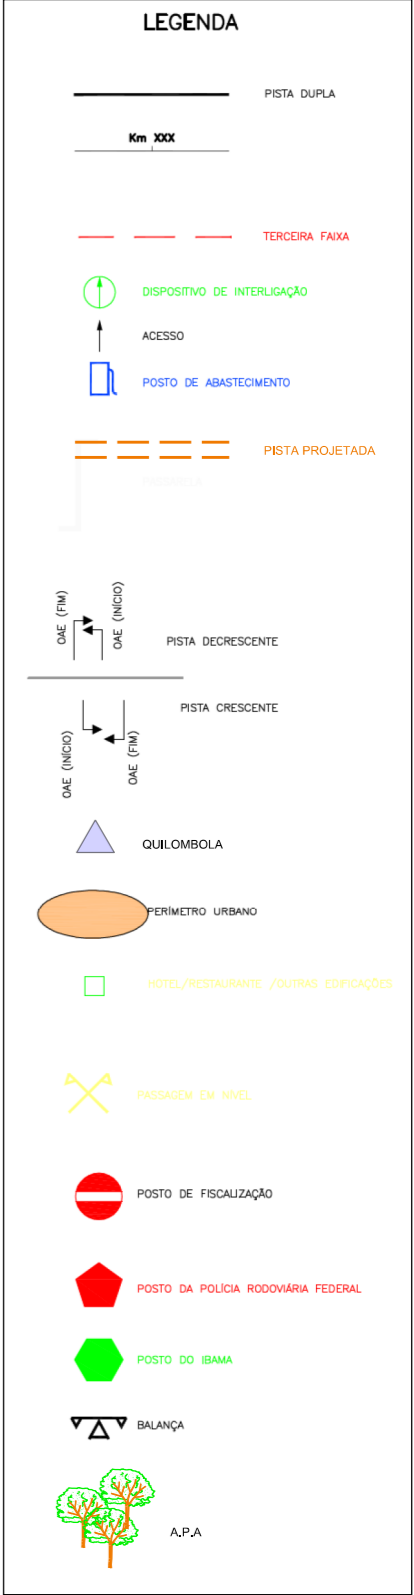 LEGENDA
PISTA DUPLA
Km XXX
TERCEIRA FAIXA
DISPOSITIVO DE INTERLIGAÇÃO
ACESSO
POSTO DE ABASTECIMENTO
PISTA PROJETADA
OAE (FIM)
OAE (INÍCIO)
PISTA DECRESCENTE
PISTA CRESCENTE
OAE (INÍCIO)
OAE (FIM)
QUILOMBOLA
PERÍMETRO URBANO
HOTEL/RESTAURANTE /OUTRAS EDIFICAÇÕES
PASSAGEM EM NÍVEL
POSTO DE FISCALIZAÇÃO
POSTO DA POLÍCIA RODOVIÁRIA FEDERAL
POSTO DO IBAMA
BALANÇA
A.P.A